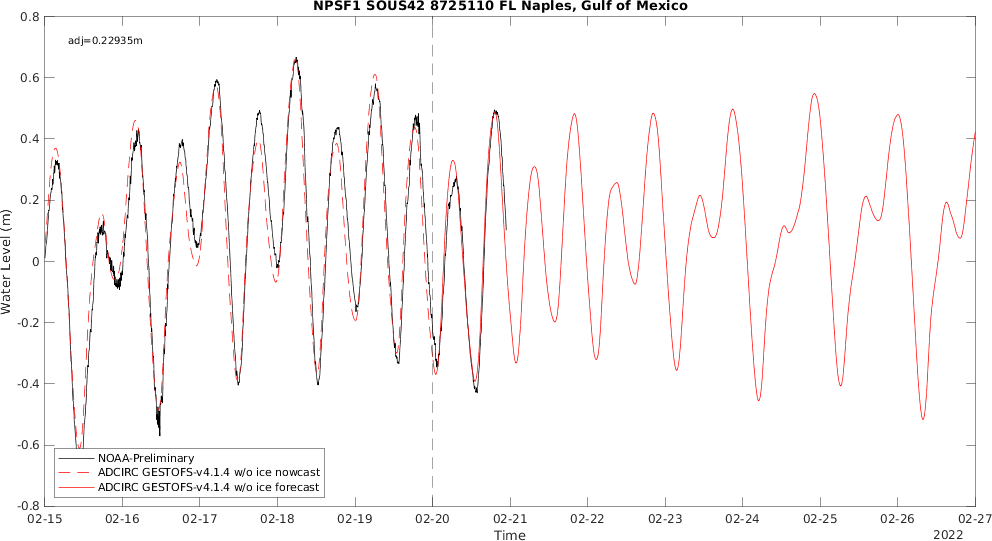 NPSF1 SOUS42 8725110 FL Naples, Gulf of Mexico
adj=0.22935m
Water Level (m)
0.8
0.6
0.4
0.2
0
-0.2
-0.4
-0.6
-0.8
NOAA-Preliminary
ADCIRC GESTOFS-v4.1.4 w/o ice nowcast
ADCIRC GESTOFS-v4.1.4 w/o ice forecast
02-15 02-16 02-17 02-18 02-19 02-20 02-21 02-22 02-23 02-24 02-25 02-26 02-27
Time
2022